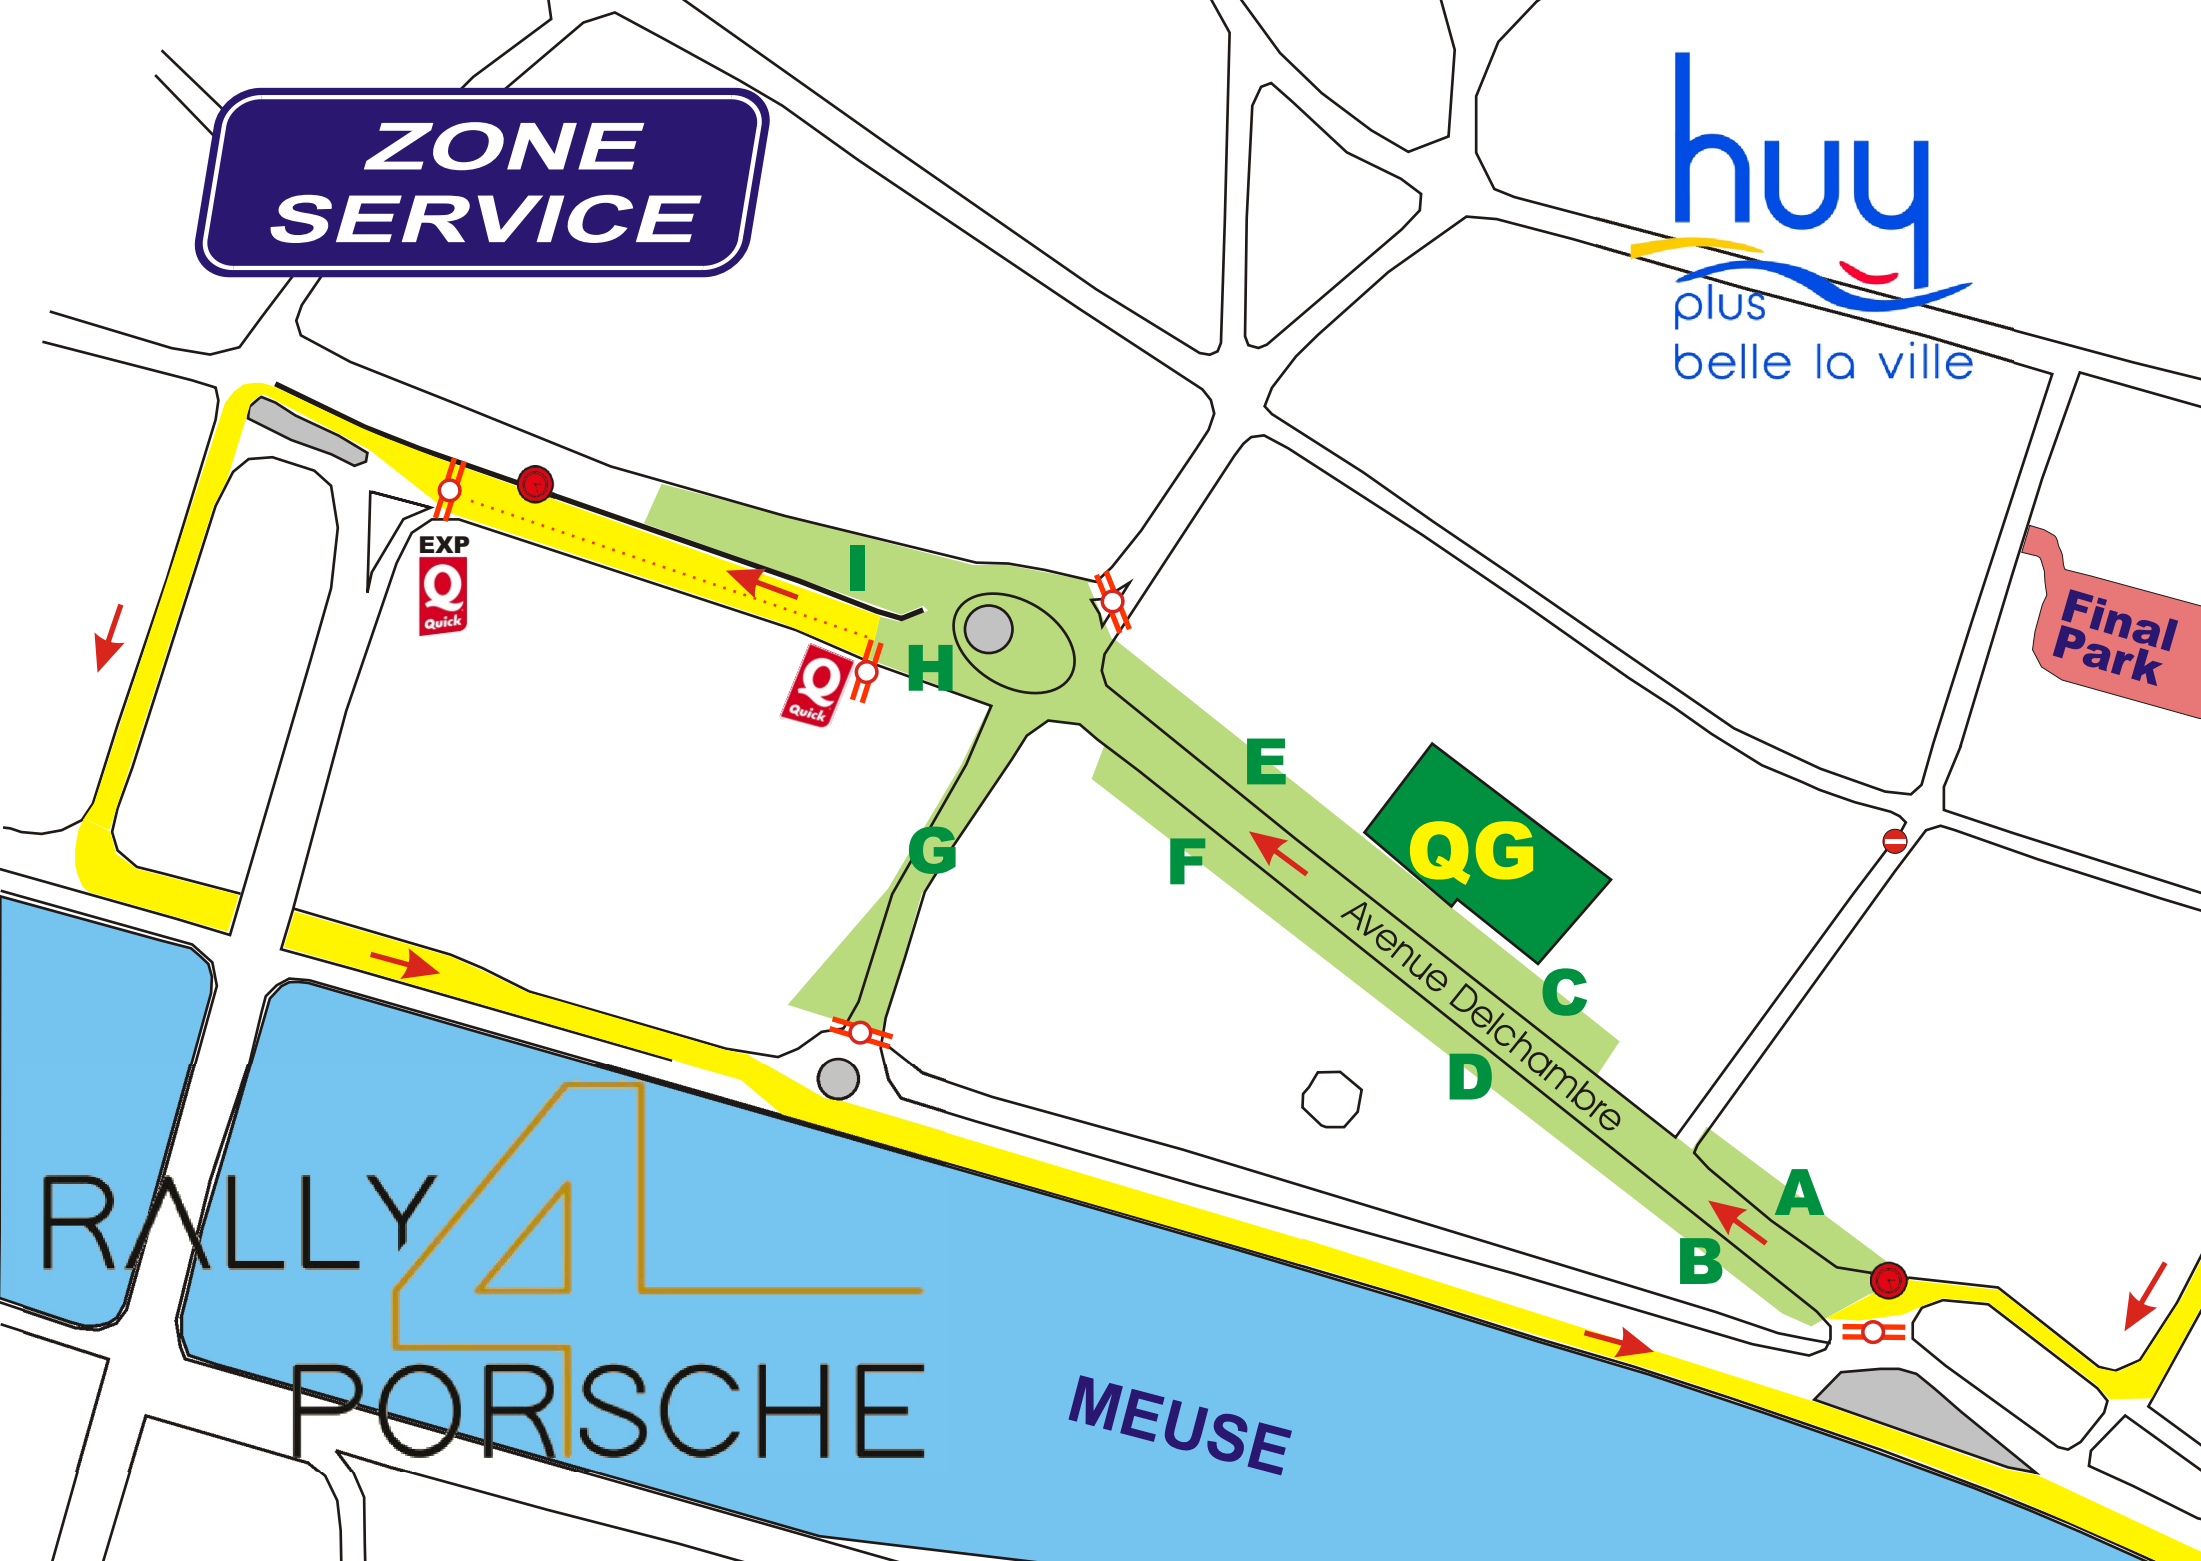 ZONE
SERVICE
huy
plus
belle la ville
EXP
Q
Quick
Q
Quick
I
H
Final
Park
E
QG
F
G
Avenue Delchambre
C
D
A
B
RALLY
4
PORSCHE
MEUSE